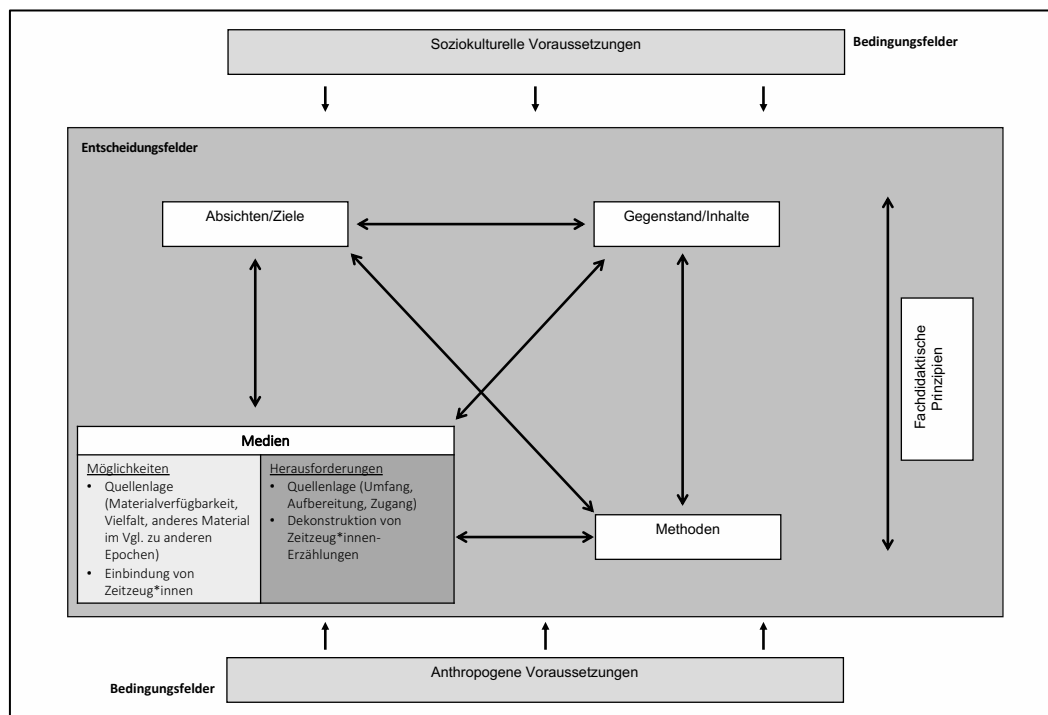 Soziokulturelle Voraussetzungen
Bedingungsfelder
Entscheidungsfelder
Absichten/Ziele
Gegenstand/Inhalte
Fachdidaktische
Prinzipien
Medien
Möglichkeiten
• Quellenlage
(Materialverfügbarkeit,
Vielfalt, anderes Material
im Vgl. zu anderen
Epochen)
• Einbindung von
Zeitzeug*innen
Herausforderungen
• Quellenlage (Umfang,
Aufbereitung, Zugang)
• Dekonstruktion von
Zeitzeug*innen-
Erzählungen
Methoden
Anthropogene Voraussetzungen
Bedingungsfelder